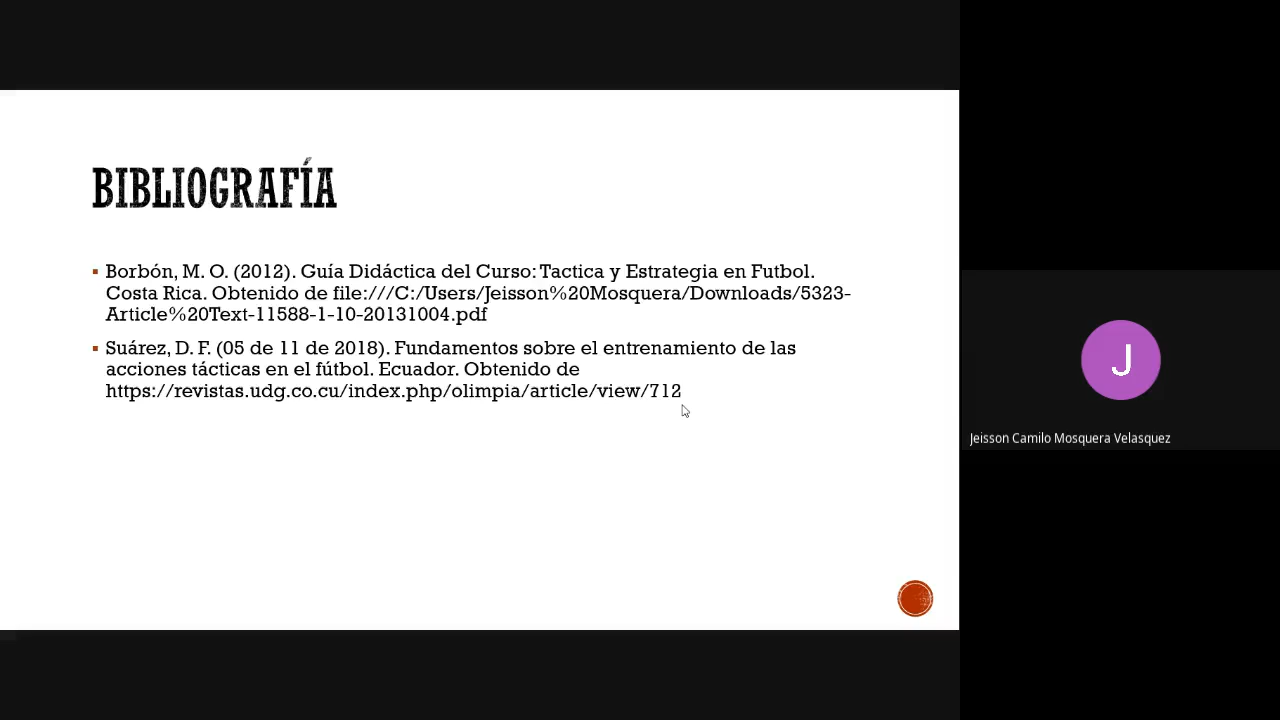 BIBLIOGRAFÍA
Borbón, M. O. (2012). Guía Didáctica del Curso: Tactica y Estrategia en Futbol.
Costa Rica. Obtenido de file:///C:/Users/Jeisson%20Mosquera/Downloads/5323-
Article%20Text-11588-1-10-20131004.pdf
Suárez, D. F. (05 de 11 de 2018). Fundamentos sobre el entrenamiento de las
acciones tácticas en el fútbol. Ecuador. Obtenido de
https://revistas.udg.co.cu/index.php/olimpia/article/view/712
J
Jeisson Camilo Mosquera Velasquez